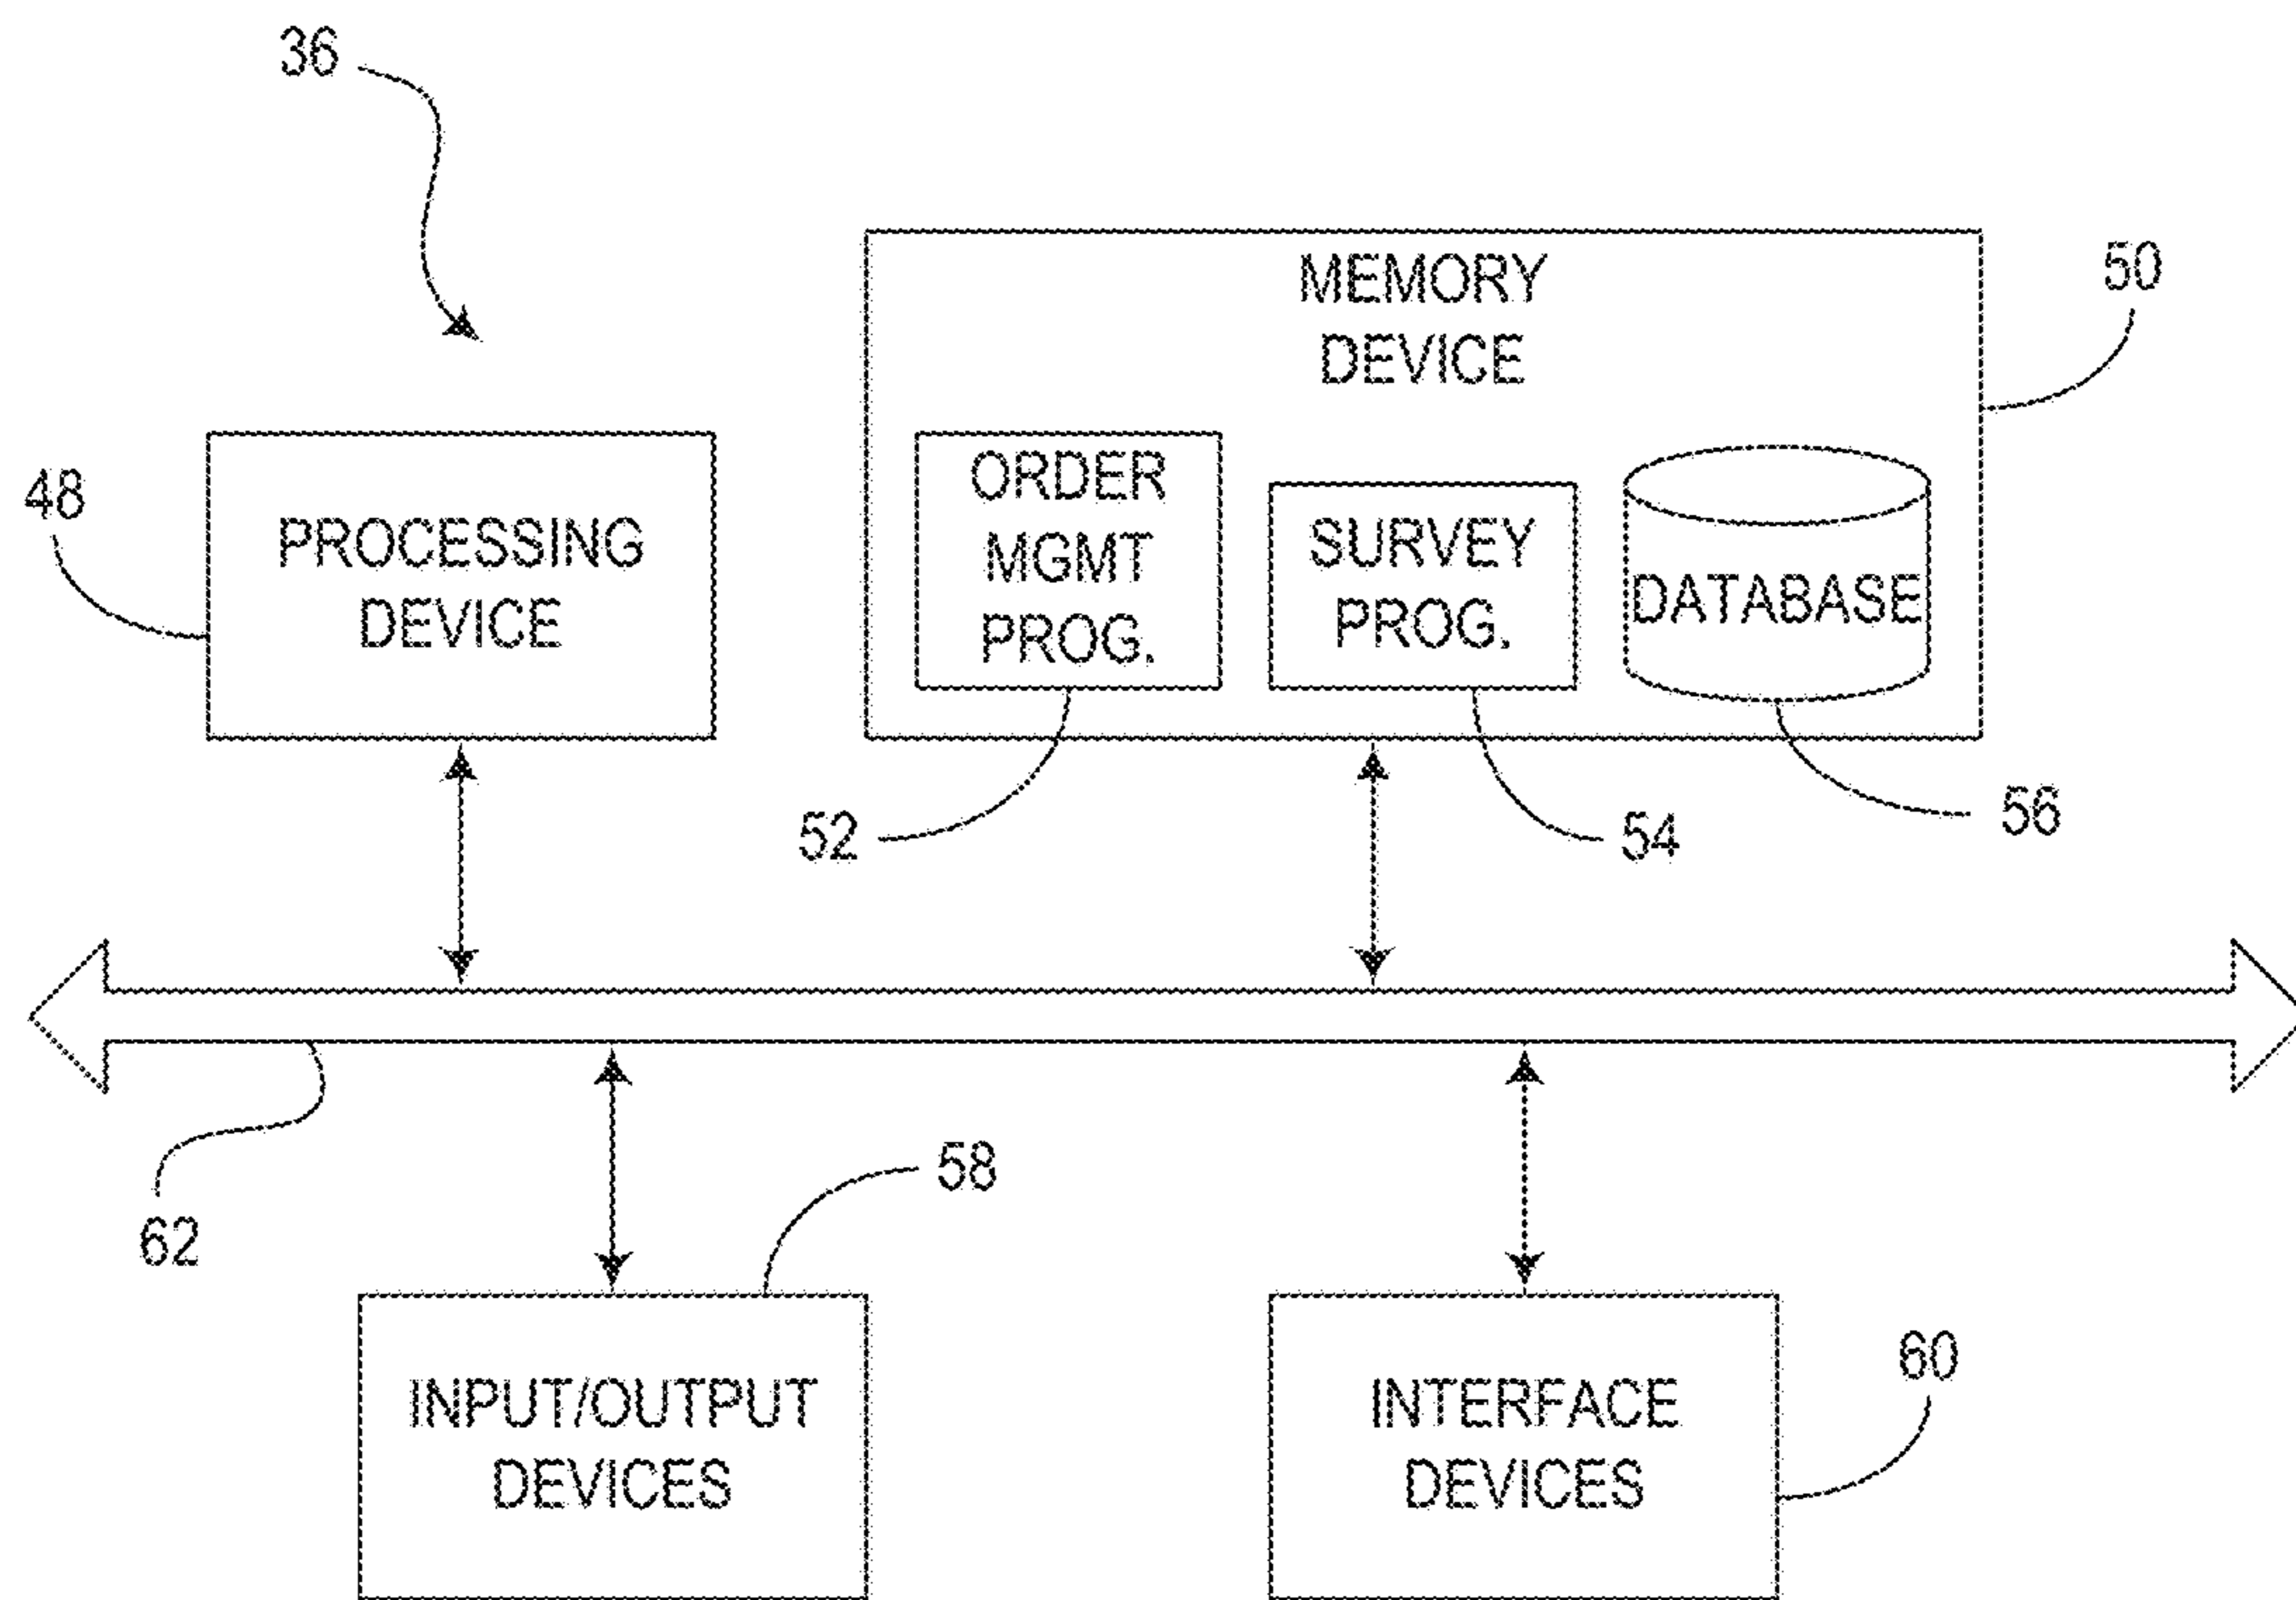 36
MEMORY
DEVICE
50
ORDER
MGMT
PROG.
SURVEY
PROG.
DATABASE
48
PROCESSING
DEVICE
52
54
56
62
58
INPUT/OUTPUT
DEVICES
INTERFACE
DEVICES
60